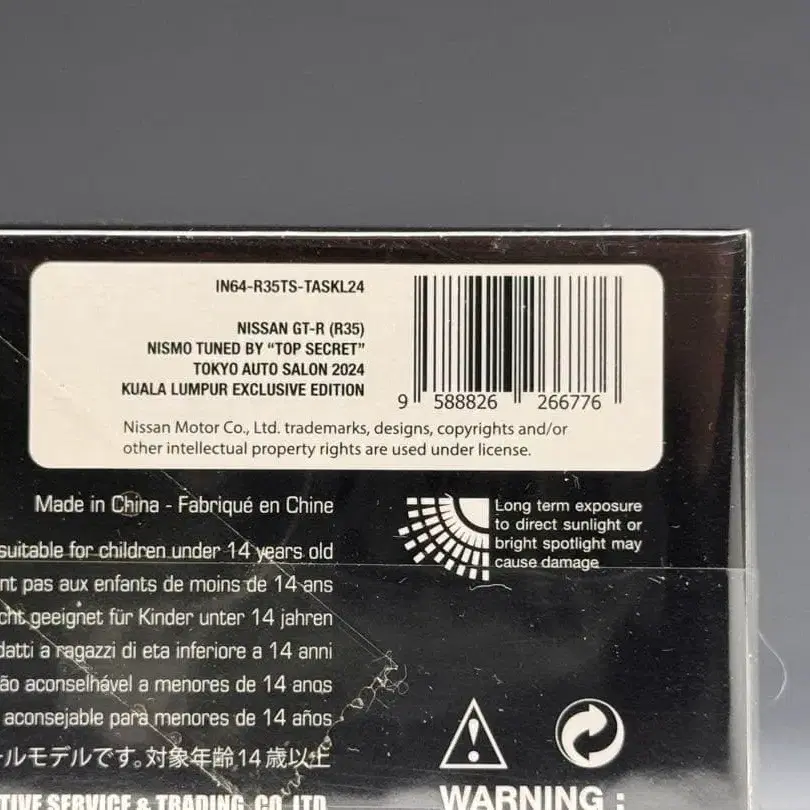 IN64-R35TS-TASKL24
NISSAN GT-R (R35)
NISMO TUNED BY “TOP SECRET”
TOKYO AUTO SALON 2024
KUALA LUMPUR EXCLUSIVE EDITION
9 588826 266776
Nissan Motor Co., Ltd. trademarks, designs, copyrights and/or
other intellectual property rights are used under license.
Made in China - Fabriqué en Chine
Long term exposure
to direct sunlight or
bright spotlight may
cause damage
suitable for children under 14 years old
pas aux enfants de moins de 14 ans
geeignet für Kinder unter 14 jahren
a ragazzi di eta inferiore a 14 anni
aconselhável a menores de 14 anos
aconsejable para menores de 14 años
ールモデルです。対象年齢14歳以上
SERVICE & TRADING CO. LTD
WARNING :